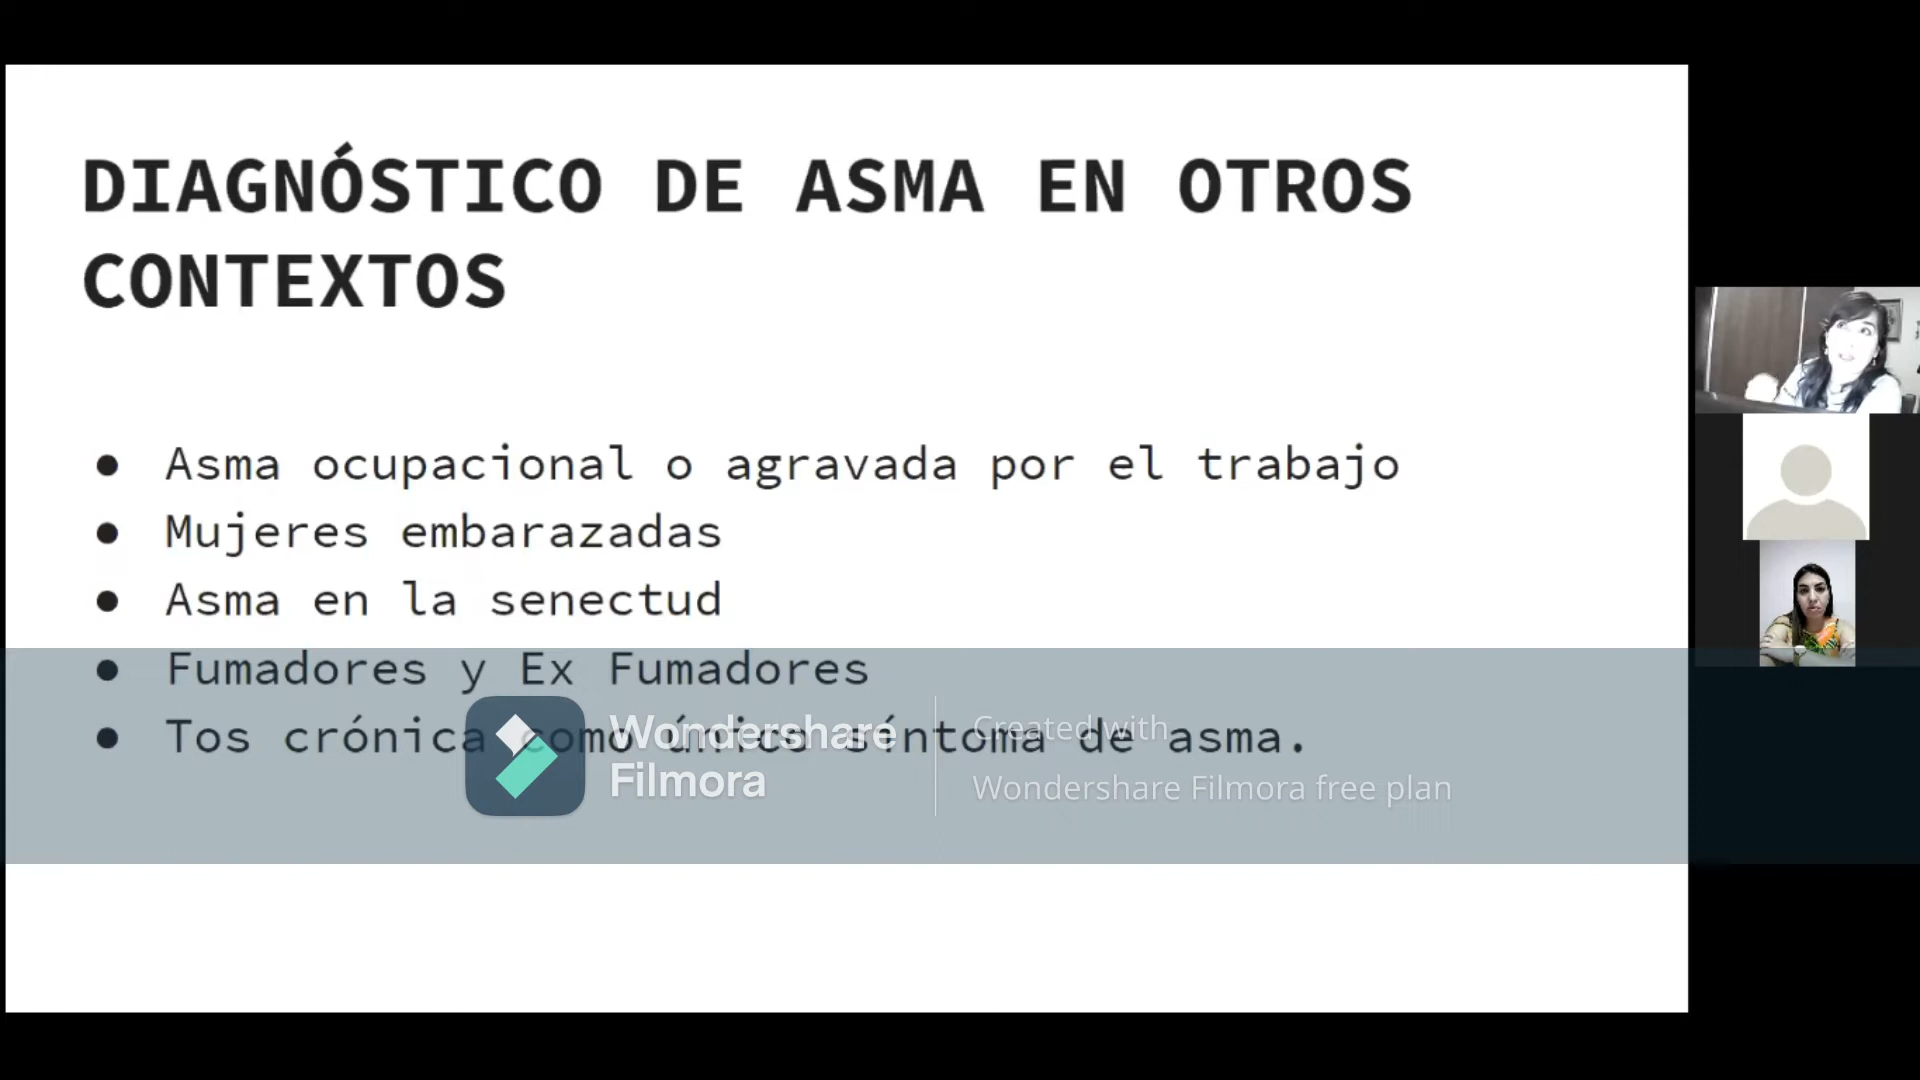 DIAGNÓSTICO DE ASMA EN OTROS
CONTEXTOS
● Asma ocupacional o agravada por el trabajo
● Mujeres embarazadas
● Asma en la senectud
● Fumadores y Ex Fumadores
● Tos crónica como único síntoma de asma.
Wondershare
Filmora
Created with
Wondershare Filmora free plan